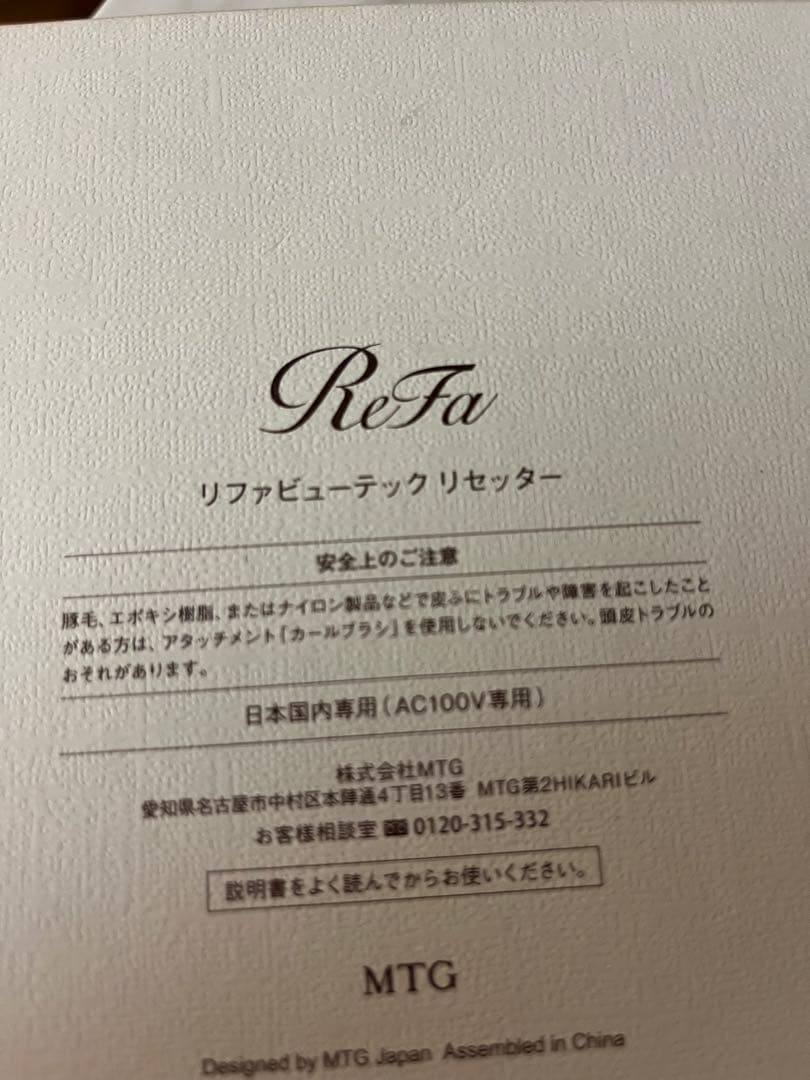 ReFa
リファビューテック リセッター
安全上のご注意
豚毛、エポキシ樹脂、またはナイロン製品などで皮ふにトラブルや障害を起こしたこと
がある方は、アタッチメント「カールブラシ」を使用しないでください。頭皮トラブルの
おそれがあります。
日本国内専用(AC100V専用)
株式会社MTG
愛知県名古屋市中村区本陣通4丁目13番 MTG第2HIKARIビル
お客様相談室 0120-315-332
説明書をよく読んでからお使いください。
MTG
Designed by MTG Japan Assembled in China